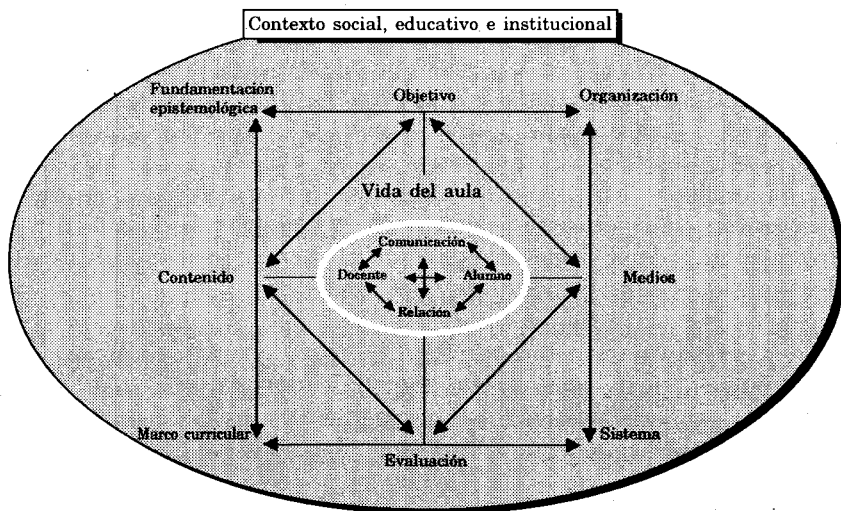 Contexto social, educativo e institucional
Fundamentación
epistemológica
Objetivo
Organización
Vida del aula
Comunicación
Contenido
Docente
Alumno
Medios
Relación
Marco curricular
Sistema
Evaluación